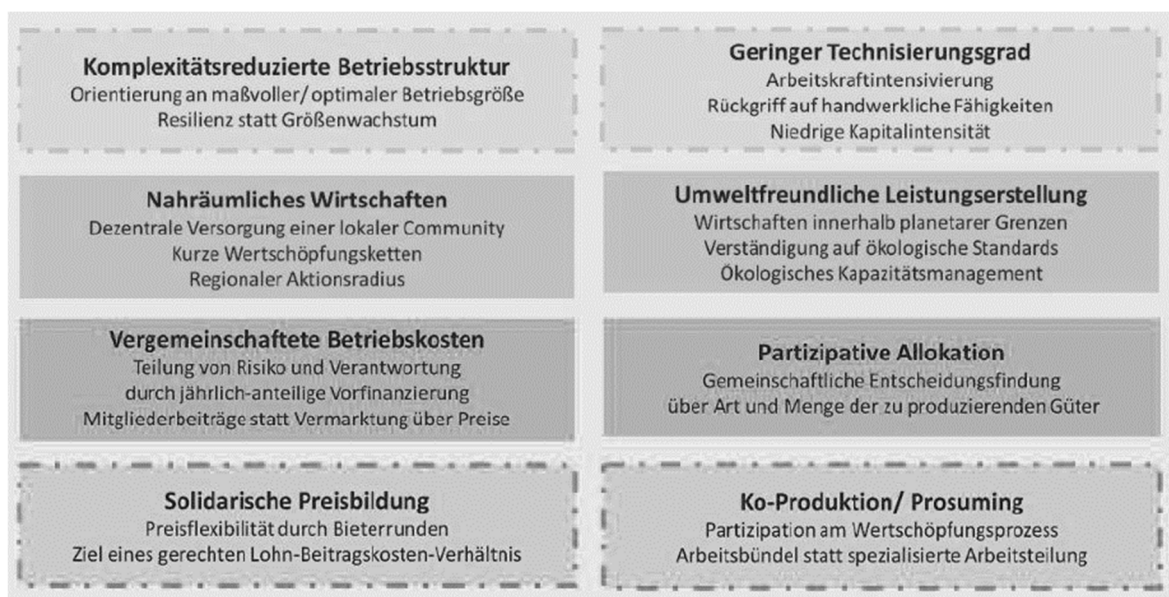 Komplexitätsreduzierte Betriebsstruktur
Orientierung an maßvoller/ optimaler Betriebsgröße
Resilienz statt Größenwachstum
Geringer Technisierungsgrad
Arbeitskraftintensivierung
Rückgriff auf handwerkliche Fähigkeiten
Niedrige Kapitalintensität
Nahräumliches Wirtschaften
Dezentrale Versorgung einer lokaler Community
Kurze Wertschöpfungsketten
Regionaler Aktionsradius
Umweltfreundliche Leistungserstellung
Wirtschaften innerhalb planetarer Grenzen
Verständigung auf ökologische Standards
Ökologisches Kapazitätsmanagement
Vergemeinschaftete Betriebskosten
Teilung von Risiko und Verantwortung
durch jährlich-anteilige Vorfinanzierung
Mitgliederbeiträge statt Vermarktung über Preise
Partizipative Allokation
Gemeinschaftliche Entscheidungsfindung
über Art und Menge der zu produzierenden Güter
Solidarische Preisbildung
Preisflexibilität durch Bieterrunden
Ziel eines gerechten Lohn-Beitragskosten-Verhältnis
Ko-Produktion/ Prosuming
Partizipation am Wertschöpfungsprozess
Arbeitsbündel statt spezialisierte Arbeitsteilung